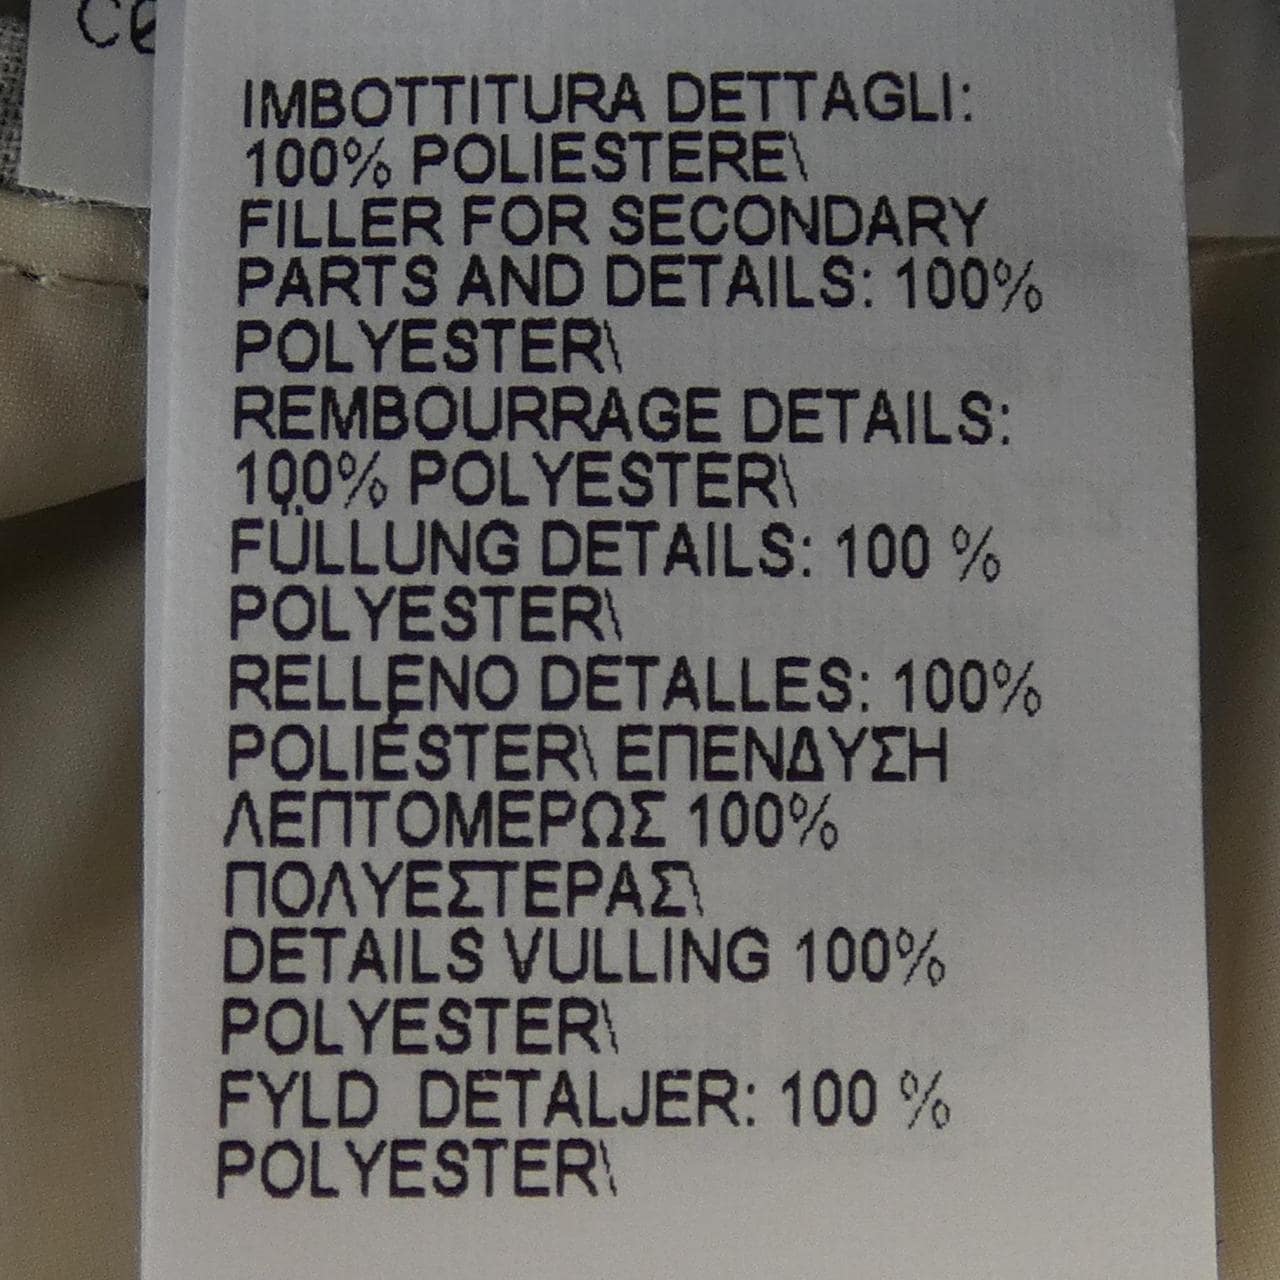 IMBOTTITURA DETTAGLI:
100% POLIESTERE\
FILLER FOR SECONDARY
PARTS AND DETAILS: 100%
POLYESTER\
REMBOURRAGE DETAILS:
100% POLYESTER\
FÜLLUNG DETAILS: 100 %
POLYESTER\
RELLENO DETALLES: 100%
POLIÉSTER\ ΕΠΕΝΔΥΣΗ
ΛΕΠΤΟΜΕΡΩΣ 100%
ΠΟΛΥΕΣΤΕΡΑΣ\
DETAILS VULLING 100%
POLYESTER\
FYLD DETALJER: 100 %
POLYESTER\